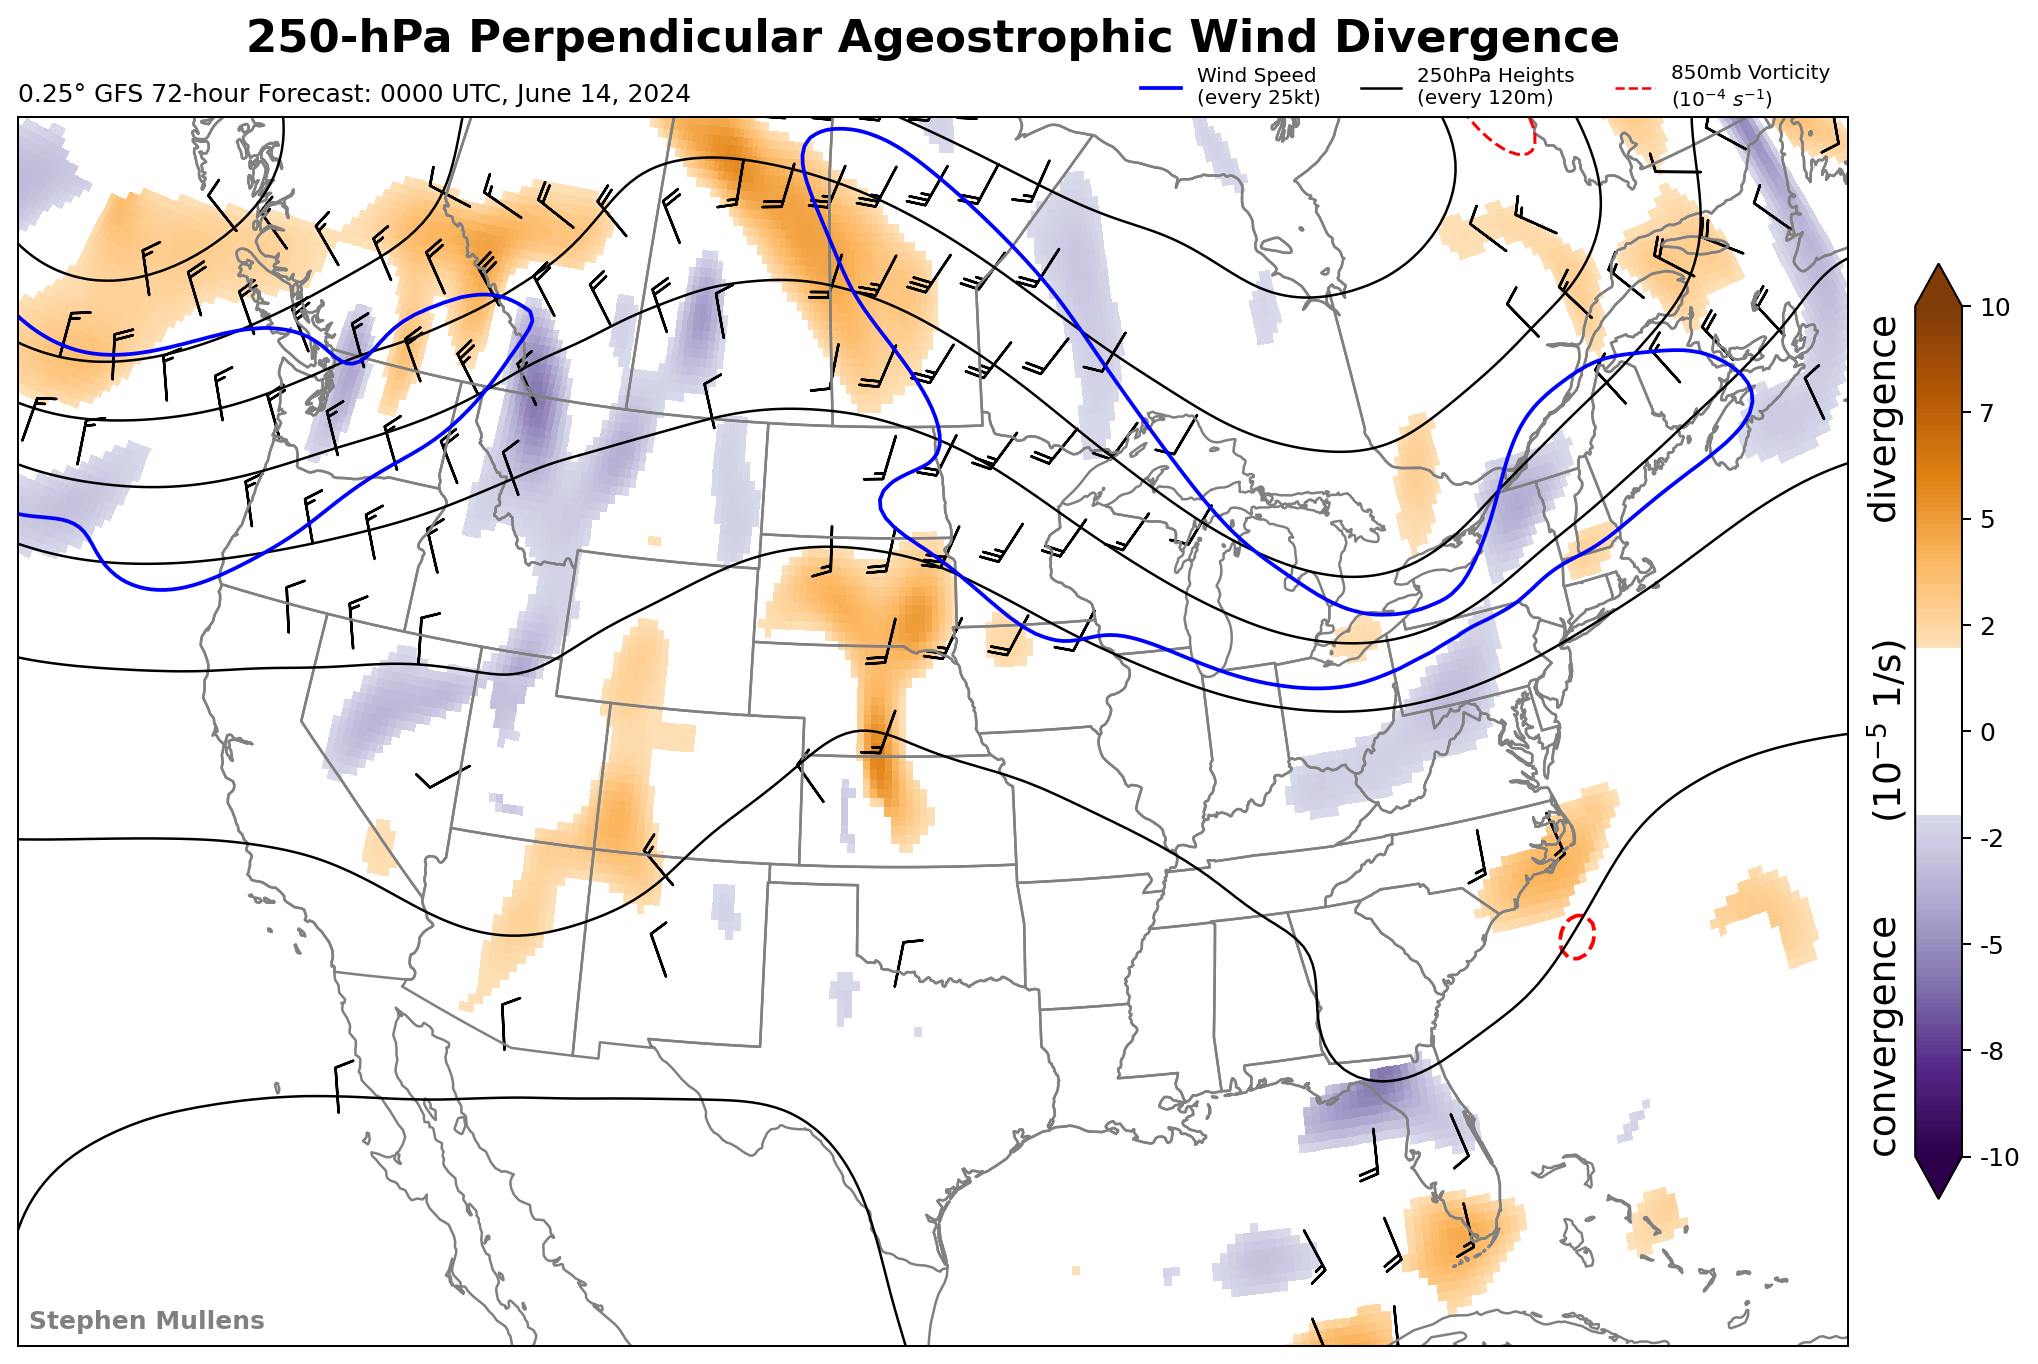 250-hPa Perpendicular Ageostrophic Wind Divergence
0.25° GFS 72-hour Forecast: 0000 UTC, June 14, 2024
Wind Speed
(every 25kt)
250hPa Heights
(every 120m)
850mb Vorticity
(10⁻⁴ s⁻¹)
10
7
5
2
0
-2
-5
-8
-10
convergence (10⁻⁵ 1/s) divergence
Stephen Mullens